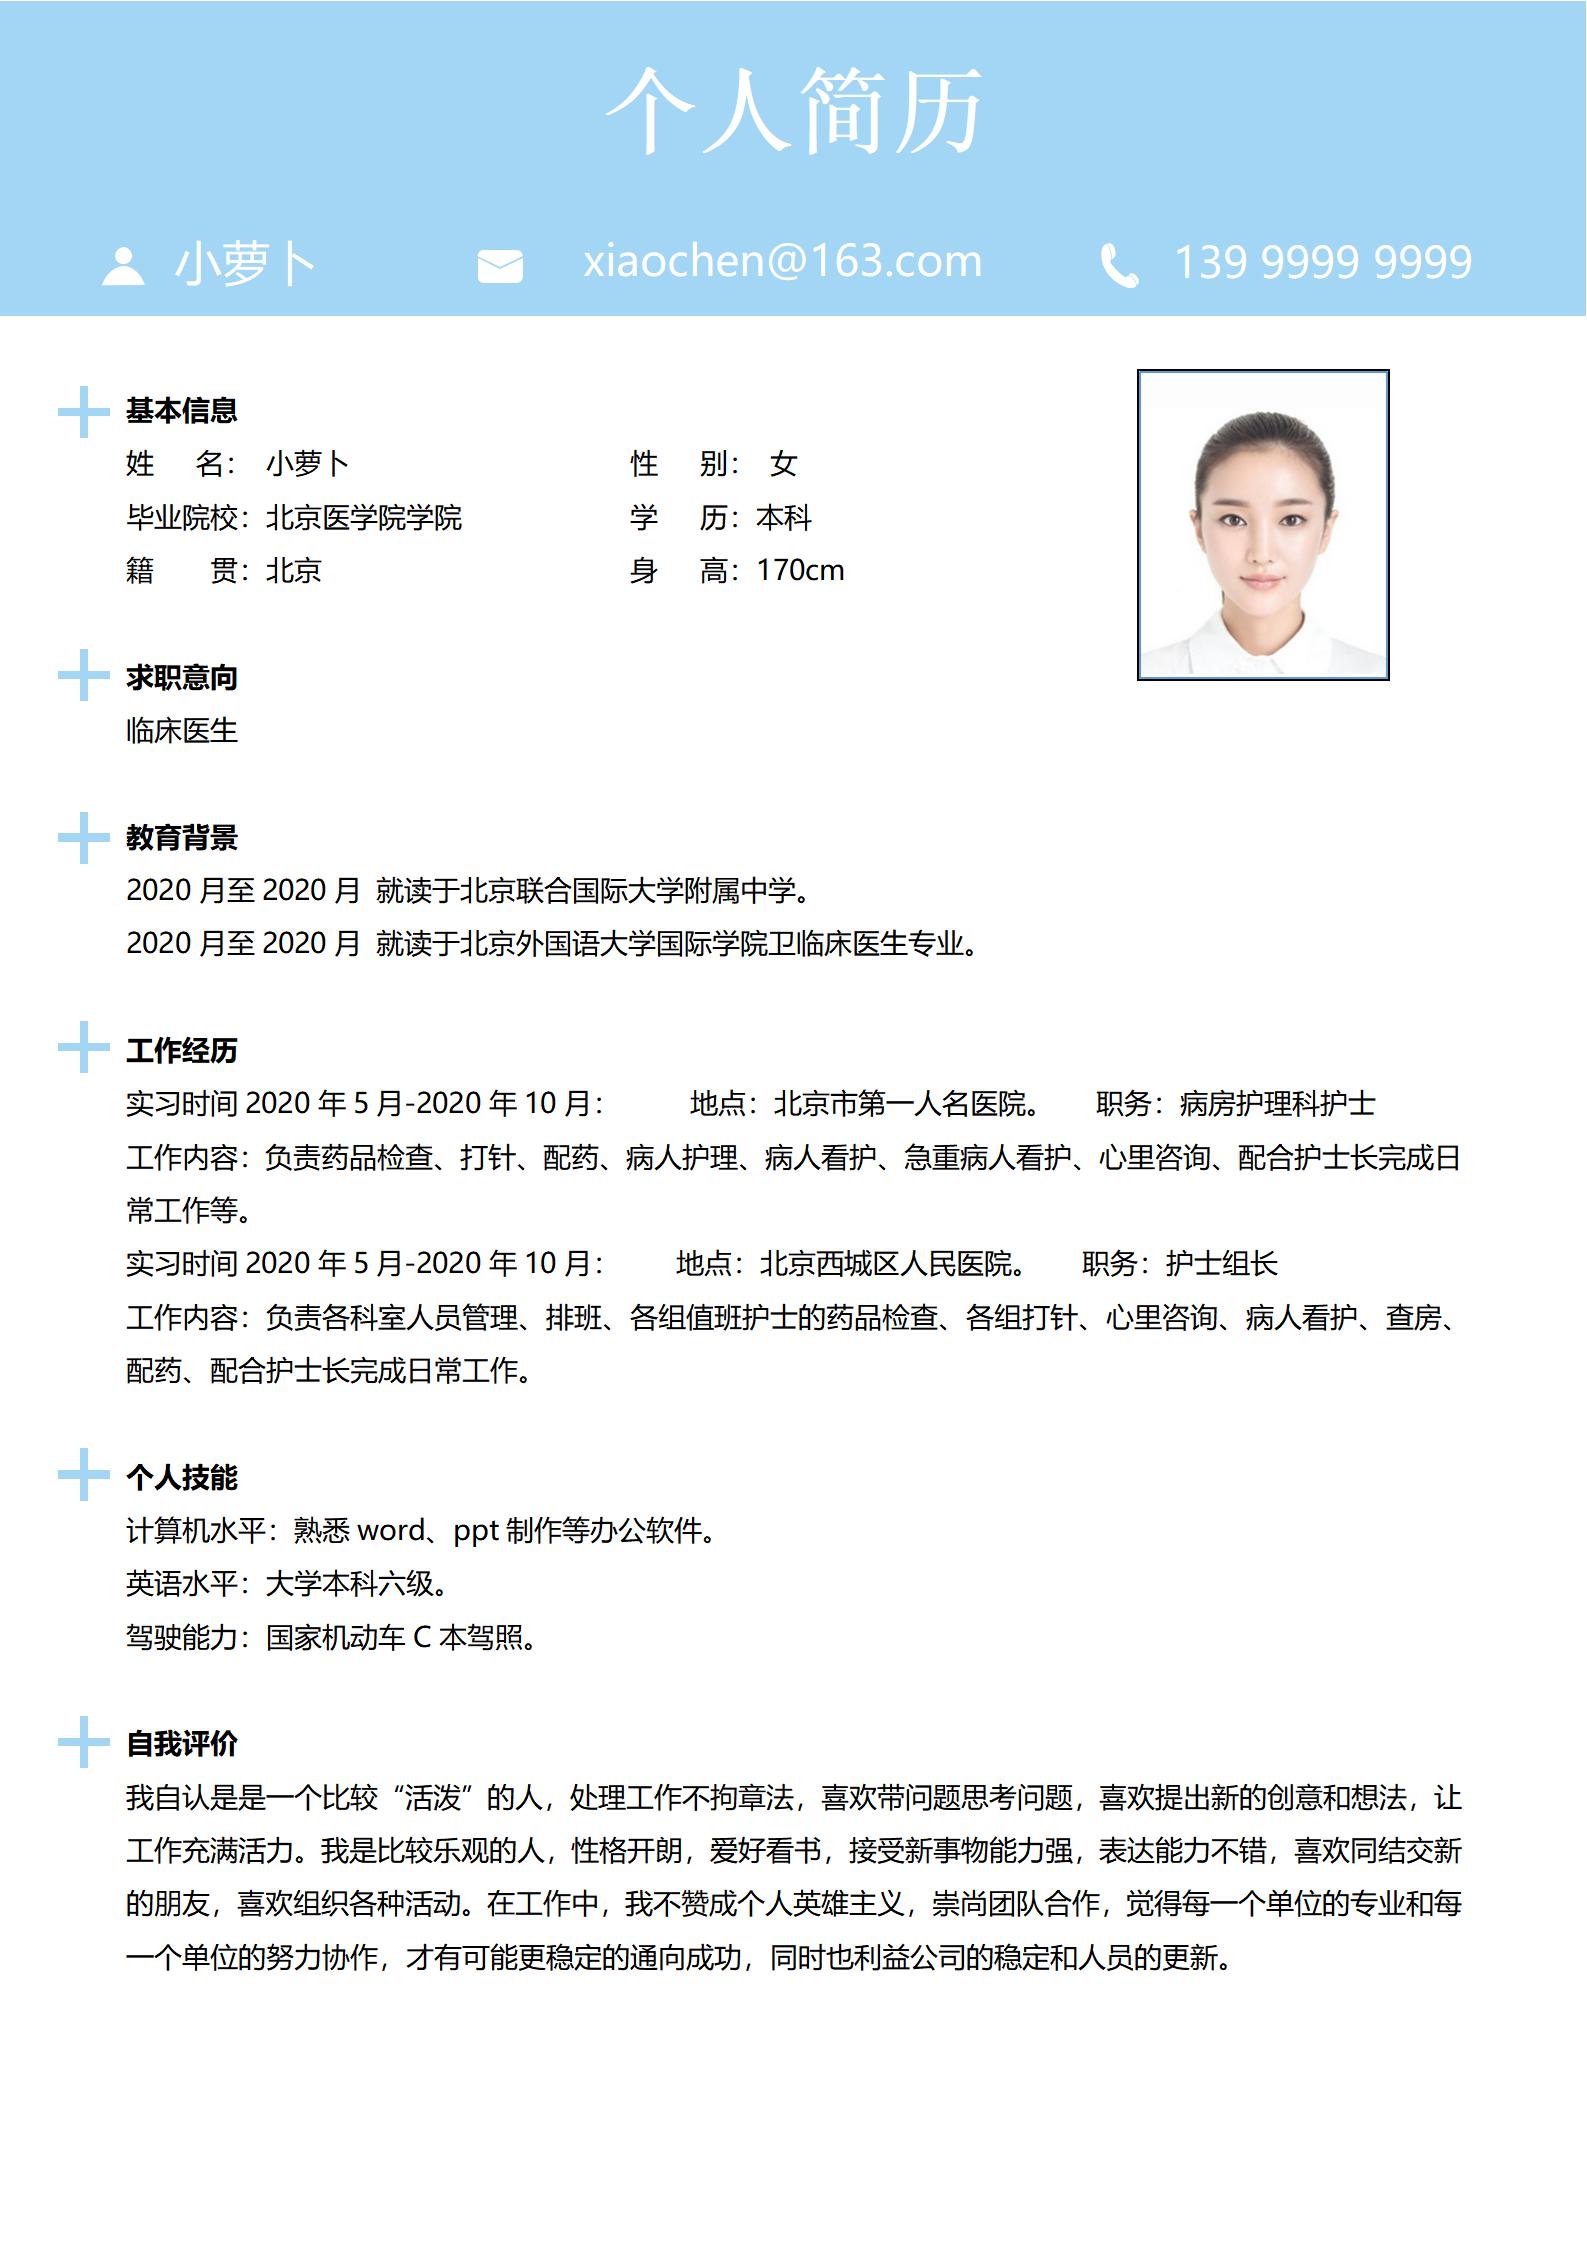 个人简历
小萝卜 xiaochen@163.com 139 9999 9999
基本信息
姓 名： 小萝卜 性 别： 女
毕业院校：北京医学院学院 学 历：本科
籍 贯：北京 身 高：170cm
求职意向
临床医生
教育背景
2020 月至 2020 月 就读于北京联合国际大学附属中学。
2020 月至 2020 月 就读于北京外国语大学国际学院卫临床医生专业。
工作经历
实习时间 2020 年 5 月-2020 年 10 月： 地点：北京市第一人名医院。 职务：病房护理科护士
工作内容：负责药品检查、打针、配药、病人护理、病人看护、急重病人看护、心里咨询、配合护士长完成日
常工作等。
实习时间 2020 年 5 月-2020 年 10 月： 地点：北京西城区人民医院。 职务：护士组长
工作内容：负责各科室人员管理、排班、各组值班护士的药品检查、各组打针、心里咨询、病人看护、查房、
配药、配合护士长完成日常工作。
个人技能
计算机水平：熟悉 word、ppt 制作等办公软件。
英语水平：大学本科六级。
驾驶能力：国家机动车 C 本驾照。
自我评价
我自认是是一个比较“活泼”的人，处理工作不拘章法，喜欢带问题思考问题，喜欢提出新的创意和想法，让
工作充满活力。我是比较乐观的人，性格开朗，爱好看书，接受新事物能力强，表达能力不错，喜欢同结交新
的朋友，喜欢组织各种活动。在工作中，我不赞成个人英雄主义，崇尚团队合作，觉得每一个单位的专业和每
一个单位的努力协作，才有可能更稳定的通向成功，同时也利益公司的稳定和人员的更新。